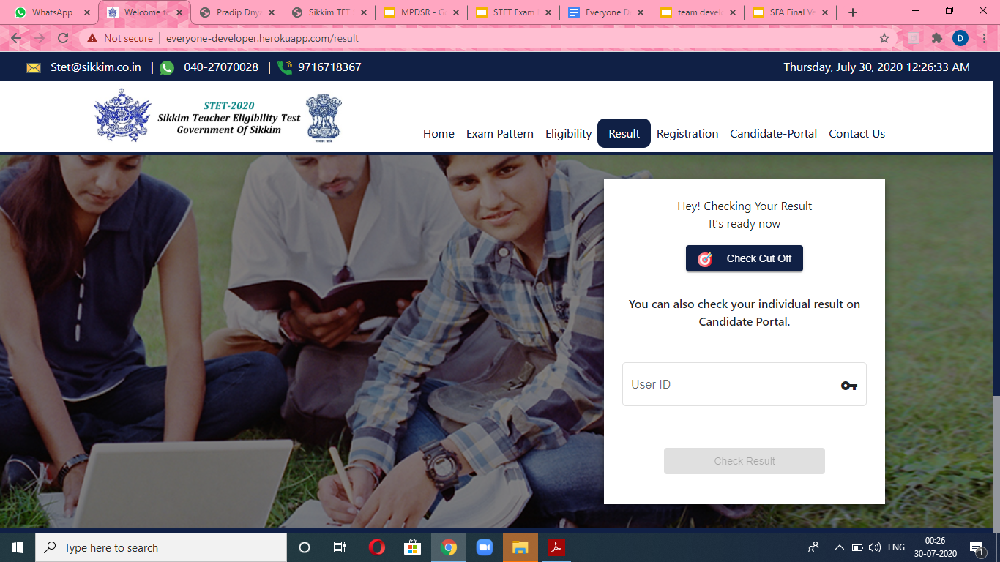 WhatsApp
Welcome to
Pradip Dnya
Sikkim TET
MPDSR - Go
STET Exam
Everyone D
team develo
SFA Final Ve
Not secure
everyone-developer.herokuapp.com/result
D
Stet@sikkim.co.in | 040-27070028 | 9716718367
Thursday, July 30, 2020 12:26:33 AM
STET-2020
Sikkim Teacher Eligibility Test
Government Of Sikkim
Home Exam Pattern Eligibility Result Registration Candidate-Portal Contact Us
Hey! Checking Your Result
It's ready now
Check Cut Off
You can also check your individual result on
Candidate Portal.
User ID
Check Result
Type here to search
ENG
00:26
30-07-2020
1